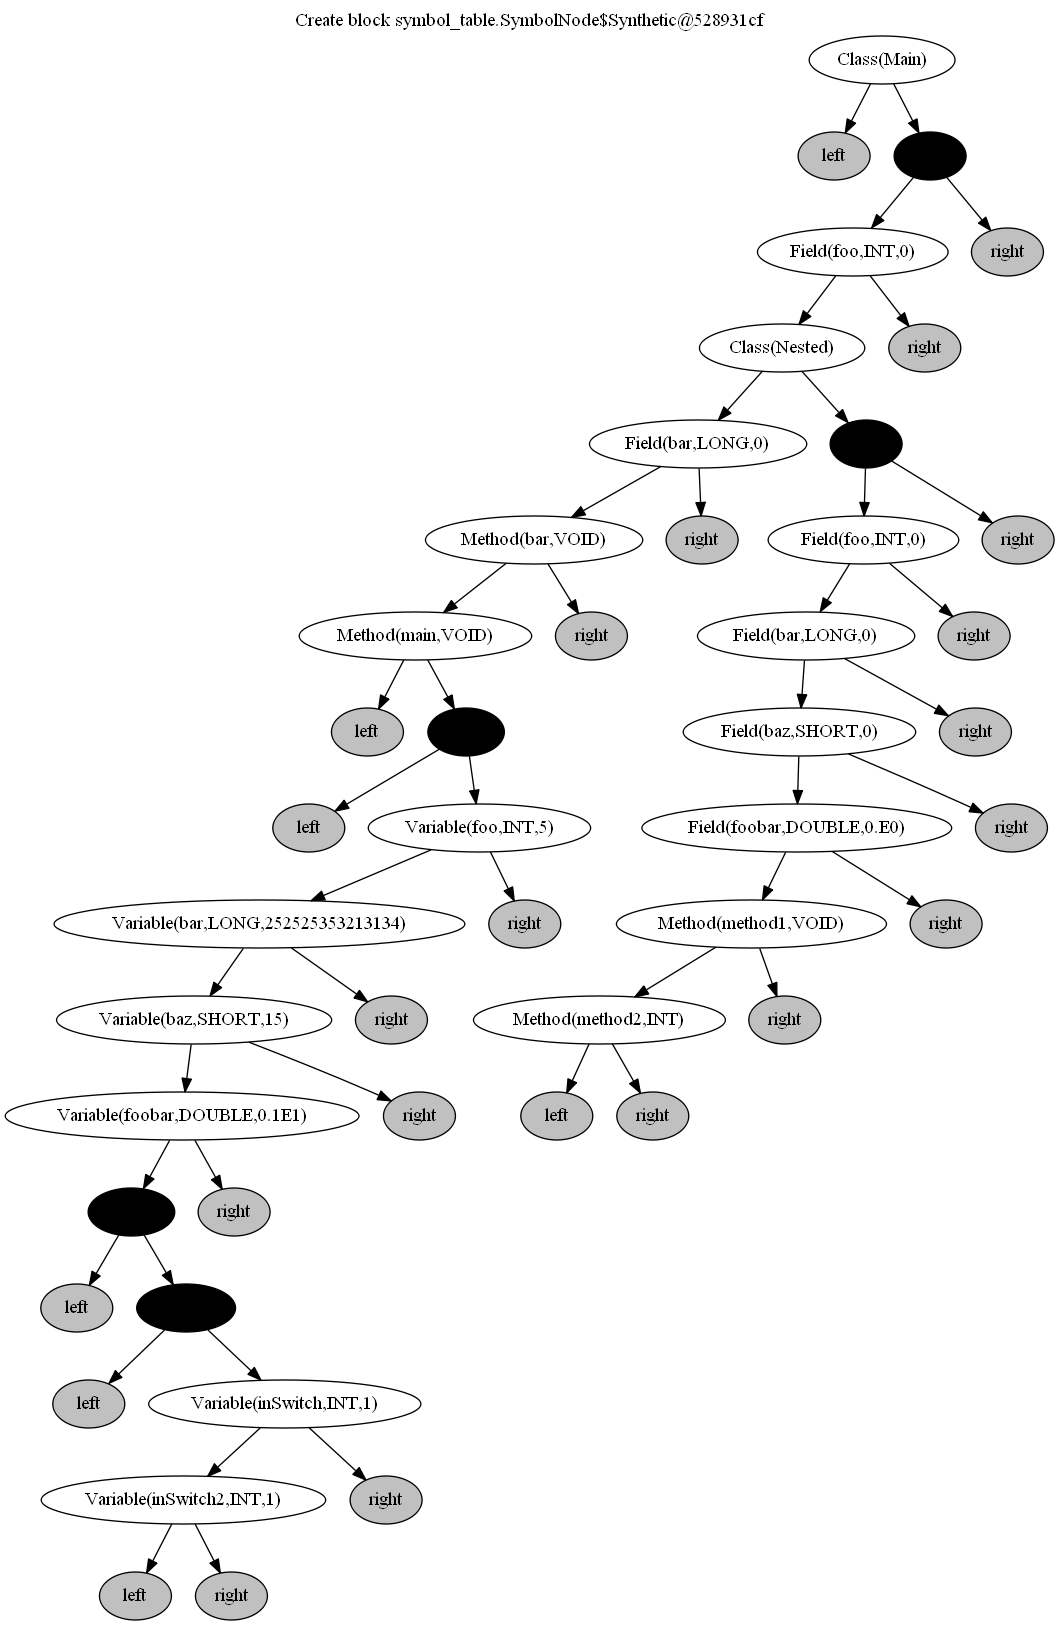 Create block symbol_table.SymbolNode$Synthetic@528931cf
Class(Main)
left
Field(foo,INT,0)
right
Class(Nested)
right
Field(bar,LONG,0)
Method(bar,VOID)
right
Field(foo,INT,0)
right
Method(main,VOID)
right
Field(bar,LONG,0)
right
left
Field(baz,SHORT,0)
right
left
Variable(foo,INT,5)
Field(foobar,DOUBLE,0.E0)
right
Variable(bar,LONG,252525353213134)
right
Method(method1,VOID)
right
Variable(baz,SHORT,15)
right
Method(method2,INT)
right
Variable(foobar,DOUBLE,0.1E1)
right
left
right
right
left
left
Variable(inSwitch,INT,1)
Variable(inSwitch2,INT,1)
right
left
right